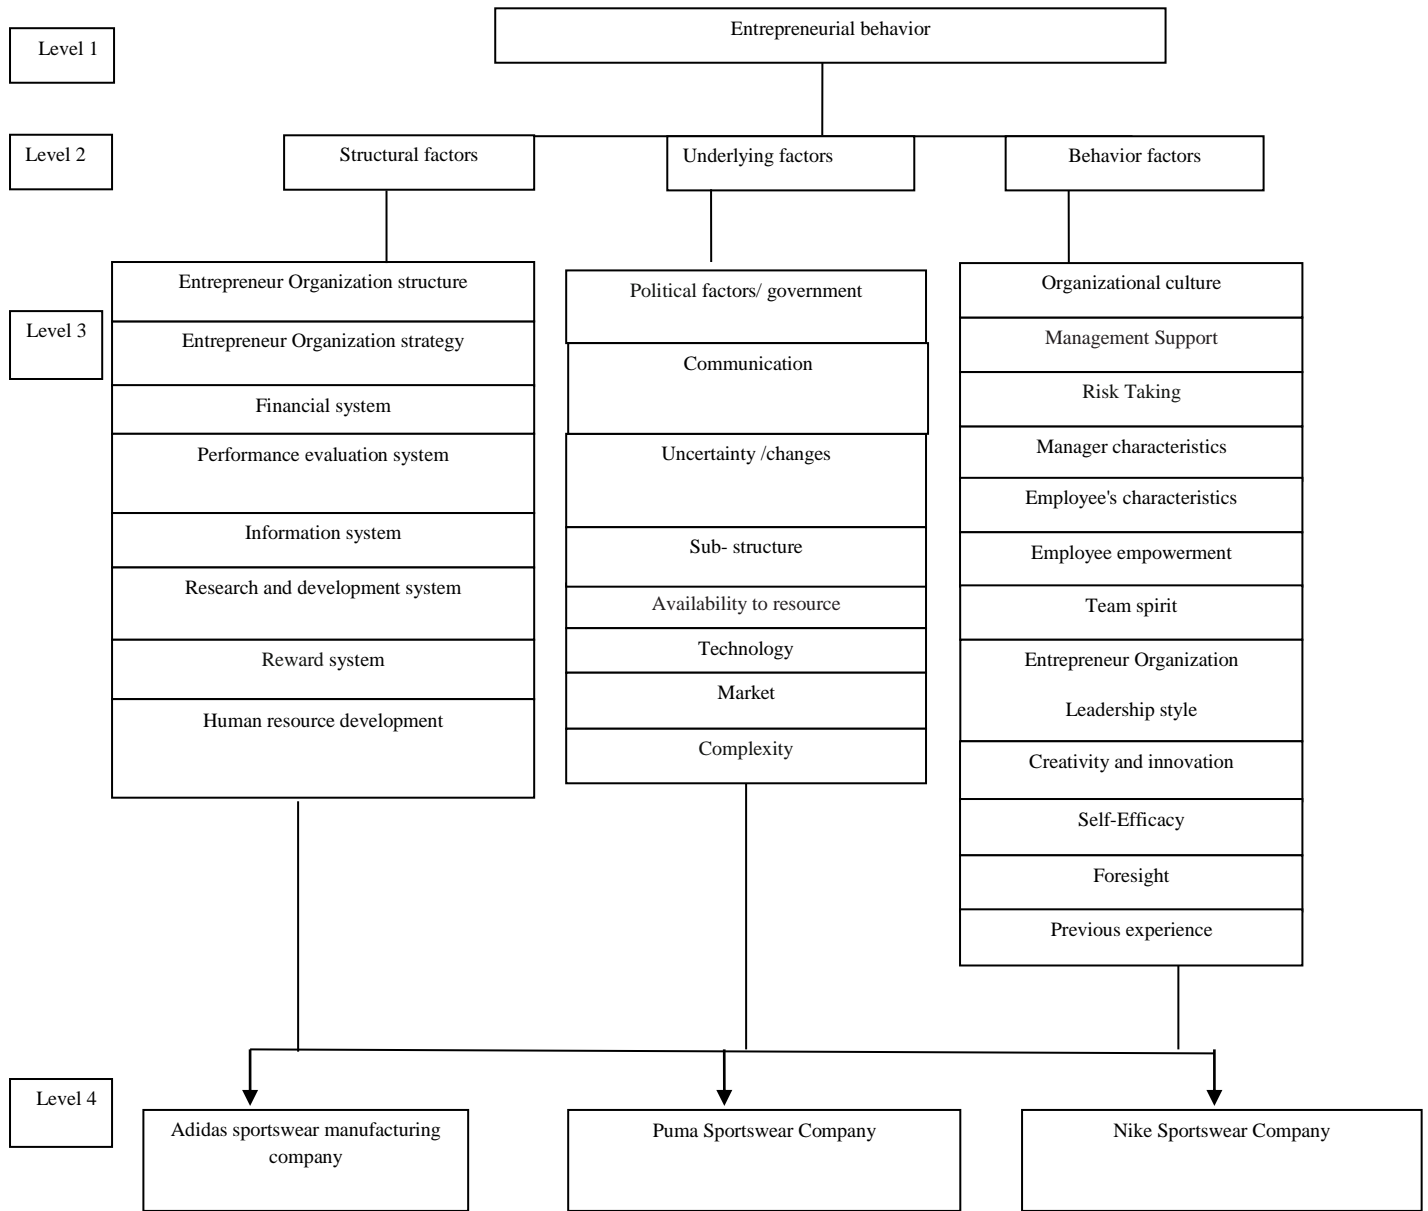 Level 1
Entrepreneurial behavior
Level 2
Structural factors
Underlying factors
Behavior factors
Level 3
Entrepreneur Organization structure
Entrepreneur Organization strategy
Financial system
Performance evaluation system
Information system
Research and development system
Reward system
Human resource development
Political factors/ government
Communication
Uncertainty /changes
Sub- structure
Availability to resource
Technology
Market
Complexity
Organizational culture
Management Support
Risk Taking
Manager characteristics
Employee's characteristics
Employee empowerment
Team spirit
Entrepreneur Organization
Leadership style
Creativity and innovation
Self-Efficacy
Foresight
Previous experience
Level 4
Adidas sportswear manufacturing
company
Puma Sportswear Company
Nike Sportswear Company